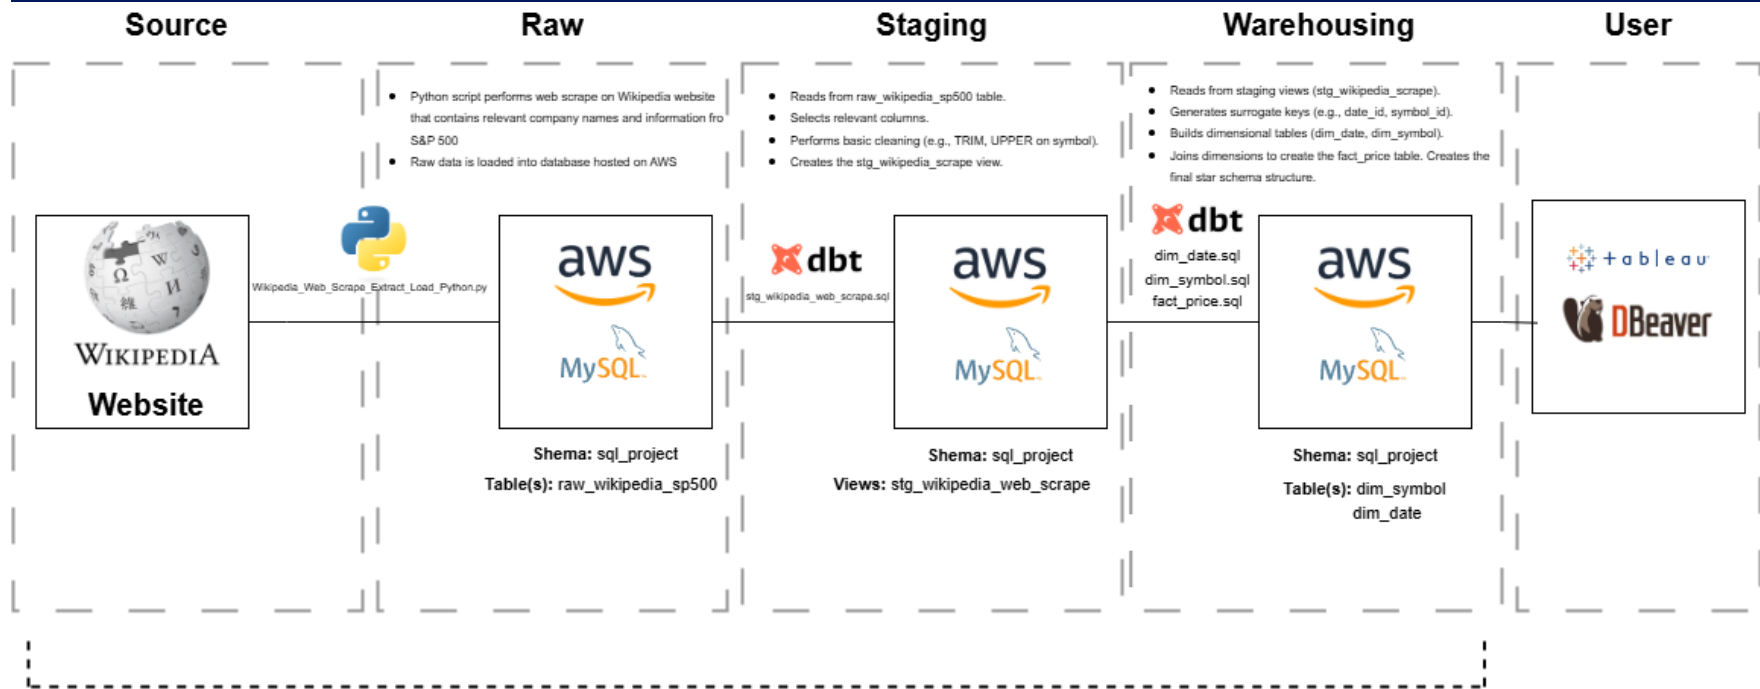 Source
Raw
Staging
Warehousing
User
Python script performs web scrape on Wikipedia website
that contains relevant company names and information fro
S&P 500
Raw data is loaded into database hosted on AWS
Reads from raw_wikipedia_sp500 table.
Selects relevant columns.
Performs basic cleaning (e.g., TRIM, UPPER on symbol).
Creates the stg_wikipedia_scrape view.
Reads from staging views (stg_wikipedia_scrape).
Generates surrogate keys (e.g., date_id, symbol_id).
Builds dimensional tables (dim_date, dim_symbol).
Joins dimensions to create the fact_price table. Creates the
final star schema structure.
Ω W
維 И
WIKIPEDIA
Website
Wikipedia_Web_Scrape_Extract_Load_Python.py
aws
MySQL
Shema: sql_project
Table(s): raw_wikipedia_sp500
dbt
stg_wikipedia_web_scrape.sql
aws
MySQL
Shema: sql_project
Views: stg_wikipedia_web_scrape
dbt
dim_date.sql
dim_symbol.sql
fact_price.sql
aws
MySQL
Shema: sql_project
Table(s): dim_symbol
dim_date
+ a b l e a u
DBeaver